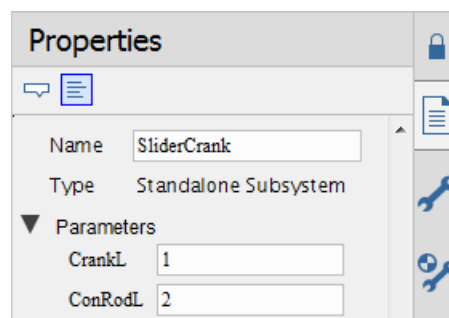 Properties
Name SliderCrank
Type Standalone Subsystem
Parameters
CrankL 1
ConRodL 2